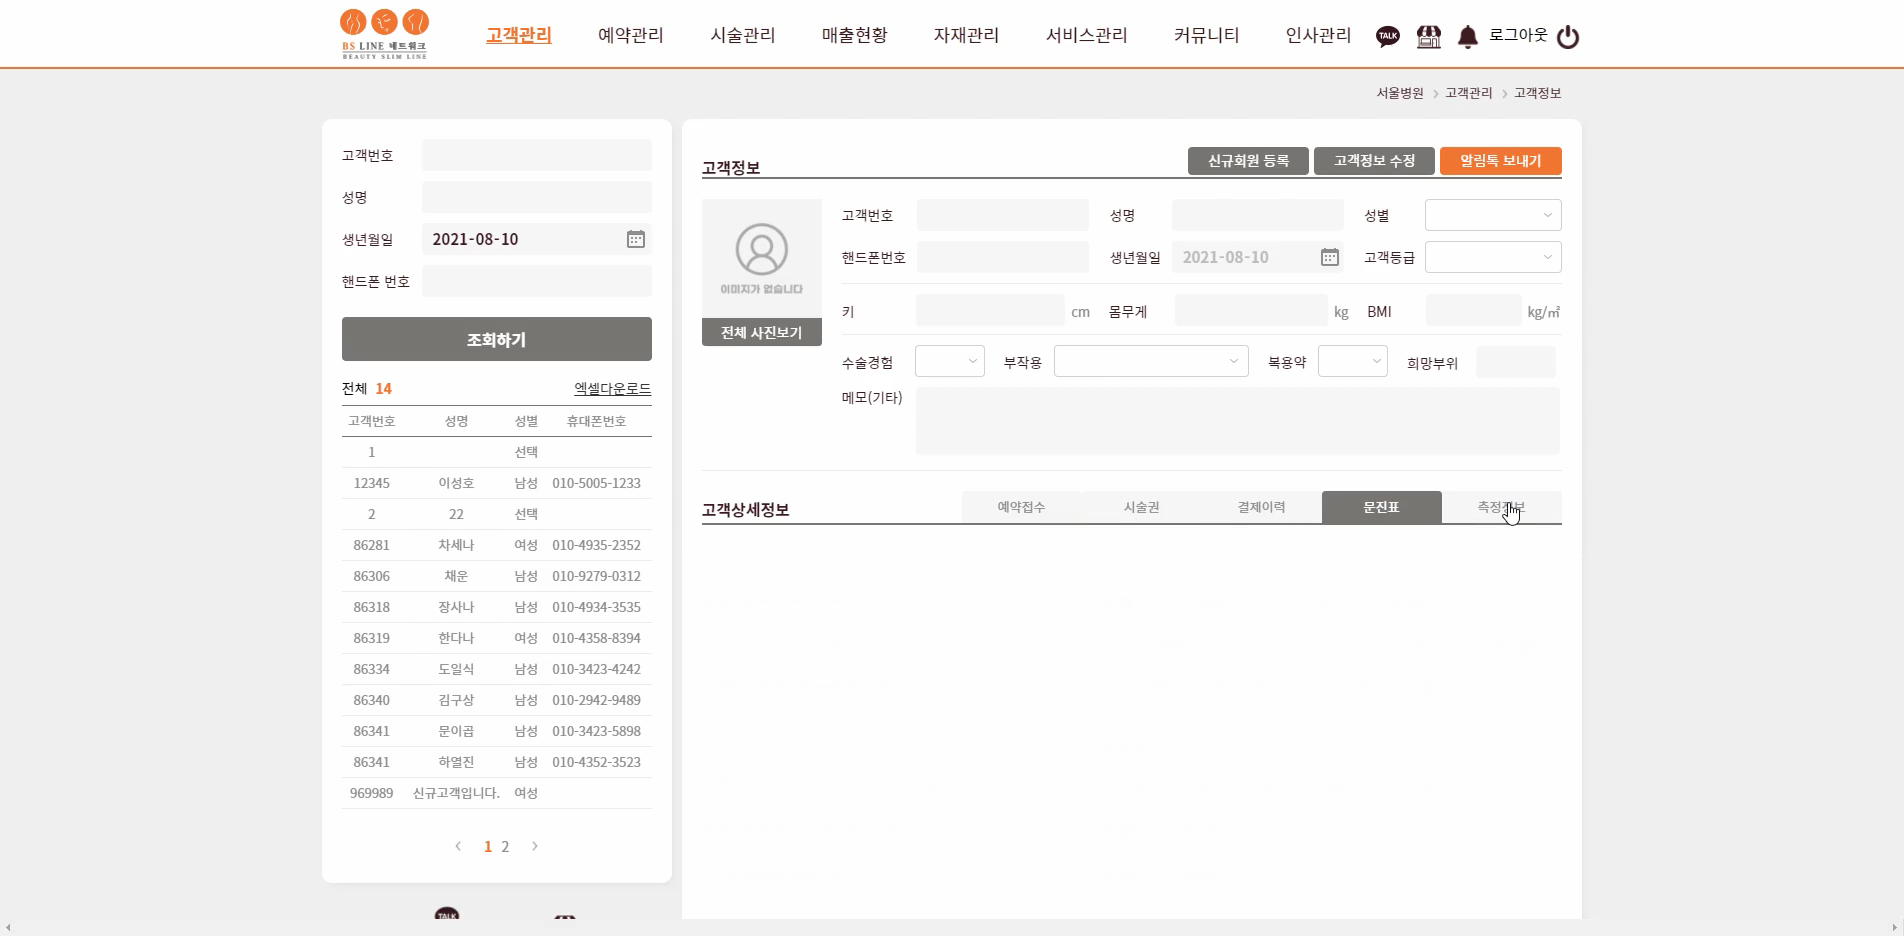 BS LINE 네트워크
BEAUTY SLIM LINE
고객관리 예약관리 시술관리 매출현황 자재관리 서비스관리 커뮤니티 인사관리 TALK 로그아웃
서울병원 > 고객관리 > 고객정보
고객번호
성명
생년월일 2021-08-10
핸드폰 번호
조회하기
전체 14 엑셀다운로드
고객번호 성명 성별 휴대폰번호
1 선택
12345 이성호 남성 010-5005-1233
2 22 선택
86281 차세나 여성 010-4935-2352
86306 채운 남성 010-9279-0312
86318 장사나 남성 010-4934-3535
86319 한다나 여성 010-4358-8394
86334 도일식 남성 010-3423-4242
86340 김구상 남성 010-2942-9489
86341 문이곱 남성 010-3423-5898
86341 하열진 남성 010-4352-3523
969989 신규고객입니다. 여성
< 1 2 >
TALK
고객정보 신규회원 등록 고객정보 수정 알림톡 보내기
이미지가 없습니다
전체 사진보기
고객번호 성명 성별
핸드폰번호 생년월일 2021-08-10 고객등급
키 cm 몸무게 kg BMI kg/㎡
수술경험 부작용 복용약 희망부위
메모(기타)
고객상세정보 예약접수 시술권 결제이력 문진표 측정정보